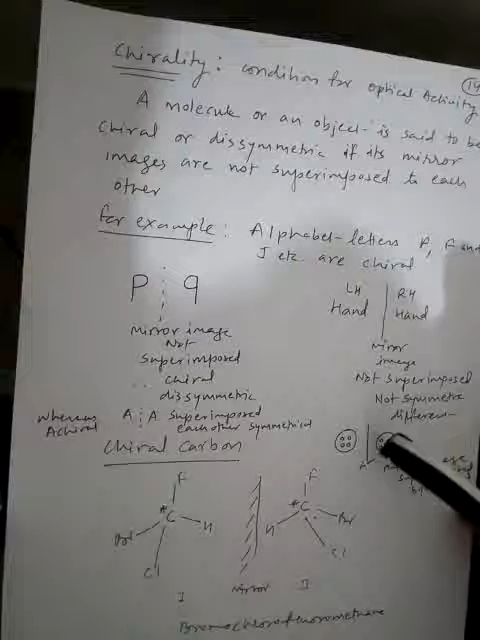 Chirality: condition for optical Activity
A molecule or an object is said to be
chiral or dissymmetric if its mirror
images are not superimposed to each
other
for example: Alphabet letters P, F and
J etc. are chiral
P q
Mirror image
Not
superimposed
chiral
dissymmetric
LH Hand
RH Hand
Mirror
image
Not superimposed
Not symmetric
different
Whereas Achiral A A superimposed
each other symmetrical
Chiral Carbon
F
*C
Br
H
Cl
I
mirror
F
*C
H
Br
Cl
I
Bromochlorofluoromethane